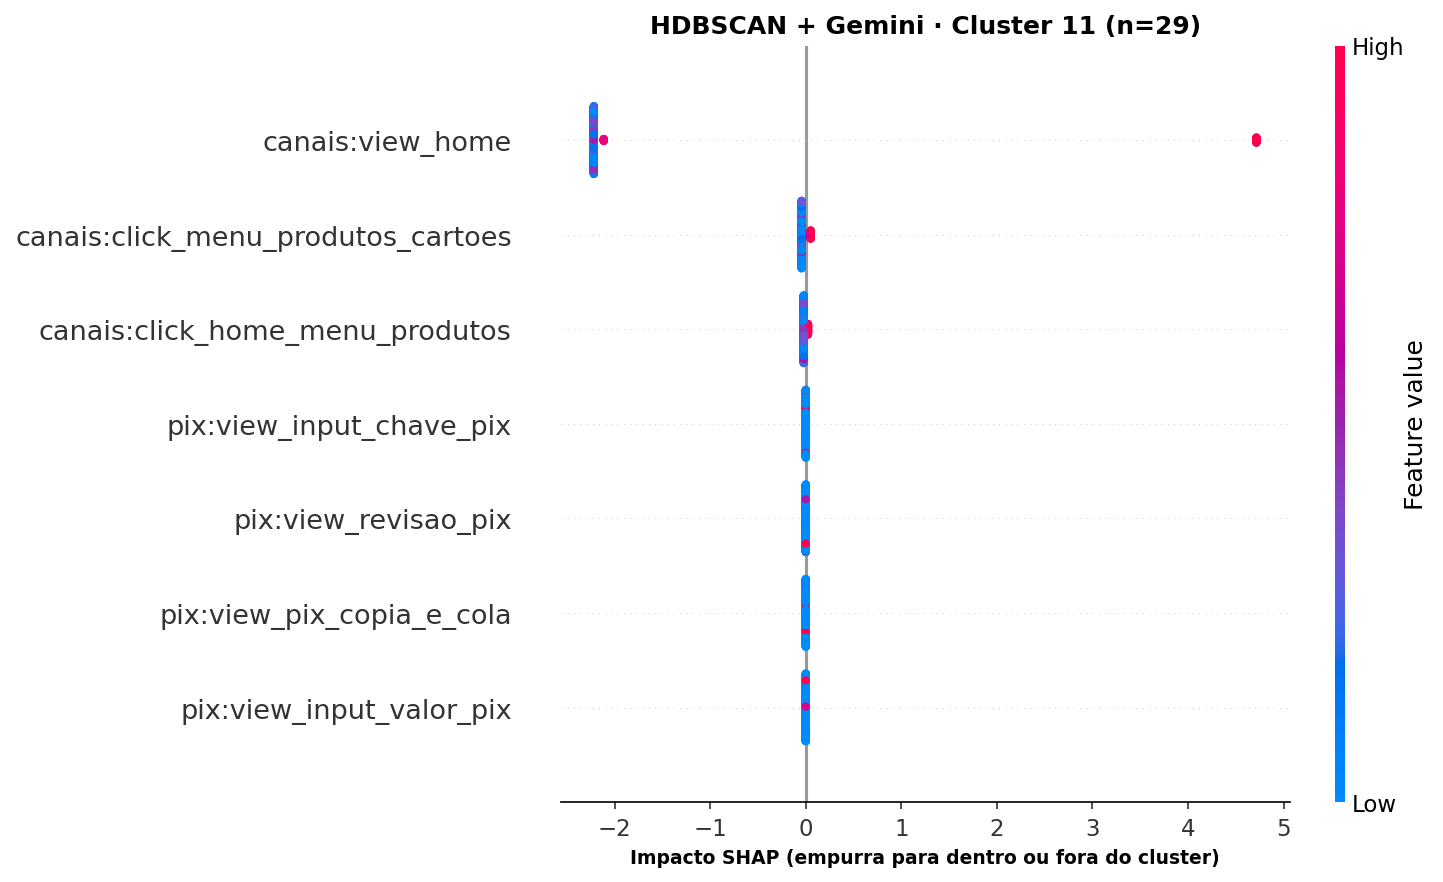 HDBSCAN + Gemini · Cluster 11 (n=29)
High
canais:view_home
canais:click_menu_produtos_cartoes
canais:click_home_menu_produtos
pix:view_input_chave_pix
pix:view_revisao_pix
pix:view_pix_copia_e_cola
pix:view_input_valor_pix
Feature value
Low
−2 −1 0 1 2 3 4 5
Impacto SHAP (empurra para dentro ou fora do cluster)